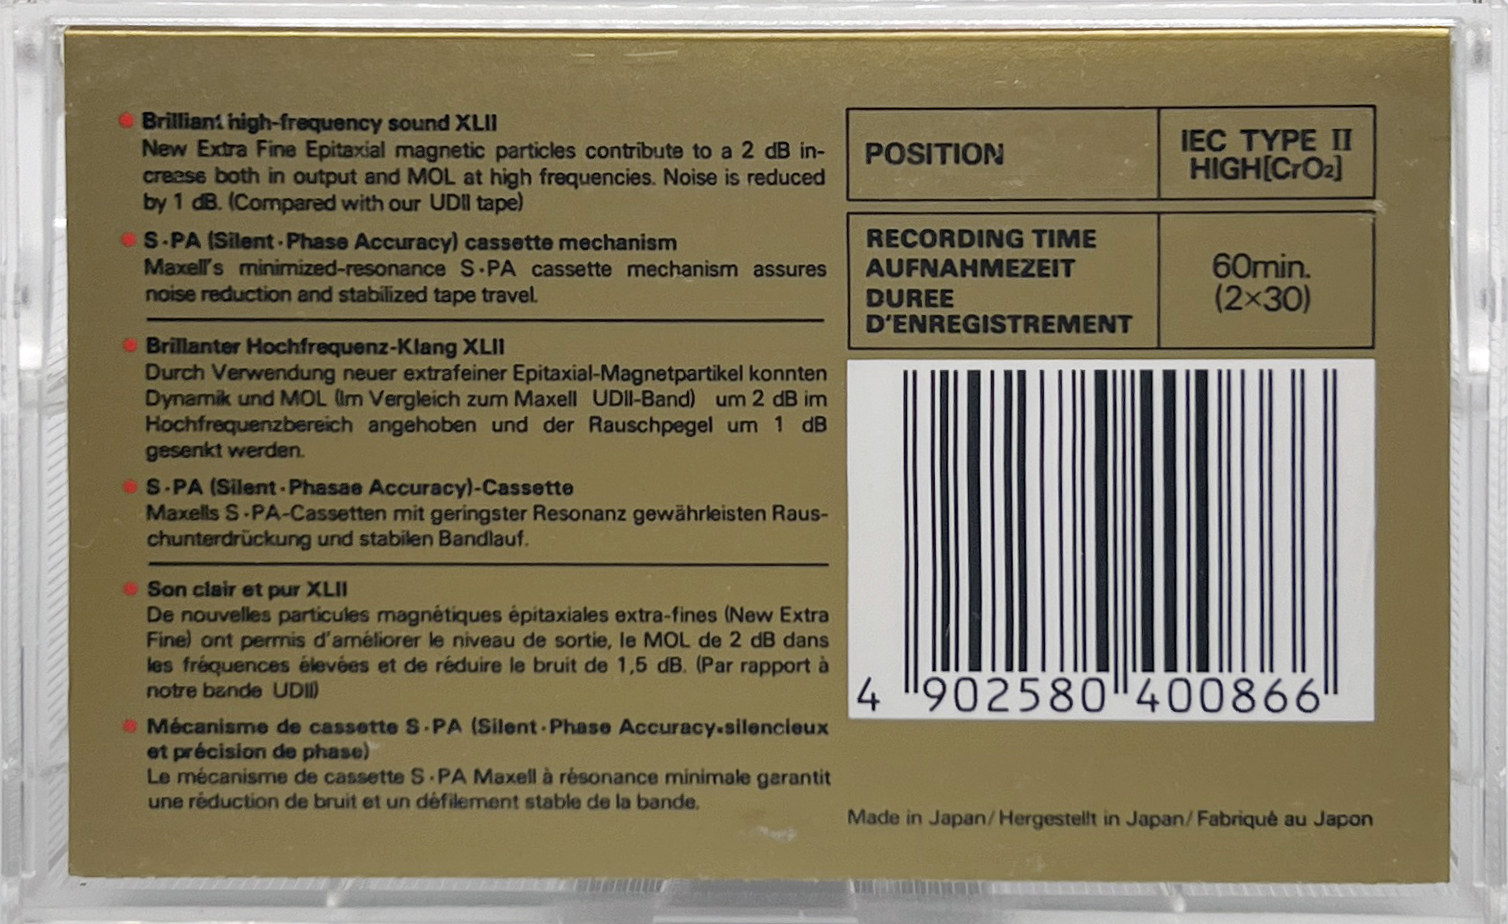 Brilliant high-frequency sound XLII
New Extra Fine Epitaxial magnetic particles contribute to a 2 dB in-
crease both in output and MOL at high frequencies. Noise is reduced
by 1 dB. (Compared with our UDII tape)
S·PA (Silent·Phase Accuracy) cassette mechanism
Maxell's minimized-resonance S·PA cassette mechanism assures
noise reduction and stabilized tape travel.
Brillanter Hochfrequenz-Klang XLII
Durch Verwendung neuer extrafeiner Epitaxial-Magnetpartikel konnten
Dynamik und MOL (Im Vergleich zum Maxell UDII-Band) um 2 dB im
Hochfrequenzbereich angehoben und der Rauschpegel um 1 dB
gesenkt werden.
S·PA (Silent·Phasae Accuracy)-Cassette
Maxells S·PA-Cassetten mit geringster Resonanz gewährleisten Raus-
chunterdrückung und stabilen Bandlauf.
Son clair et pur XLII
De nouvelles particules magnétiques épitaxiales extra-fines (New Extra
Fine) ont permis d'améliorer le niveau de sortie, le MOL de 2 dB dans
les fréquences élevées et de réduire le bruit de 1,5 dB. (Par rapport à
notre bande UDII)
Mécanisme de cassette S·PA (Silent·Phase Accuracy=silencieux
et précision de phase)
Le mécanisme de cassette S·PA Maxell à résonance minimale garantit
une réduction de bruit et un défilement stable de la bande.
POSITION
IEC TYPE II
HIGH[CrO₂]
RECORDING TIME
AUFNAHMEZEIT
DUREE
D'ENREGISTREMENT
60min.
(2×30)
4 902580 400866
Made in Japan/Hergestellt in Japan/Fabriqué au Japon